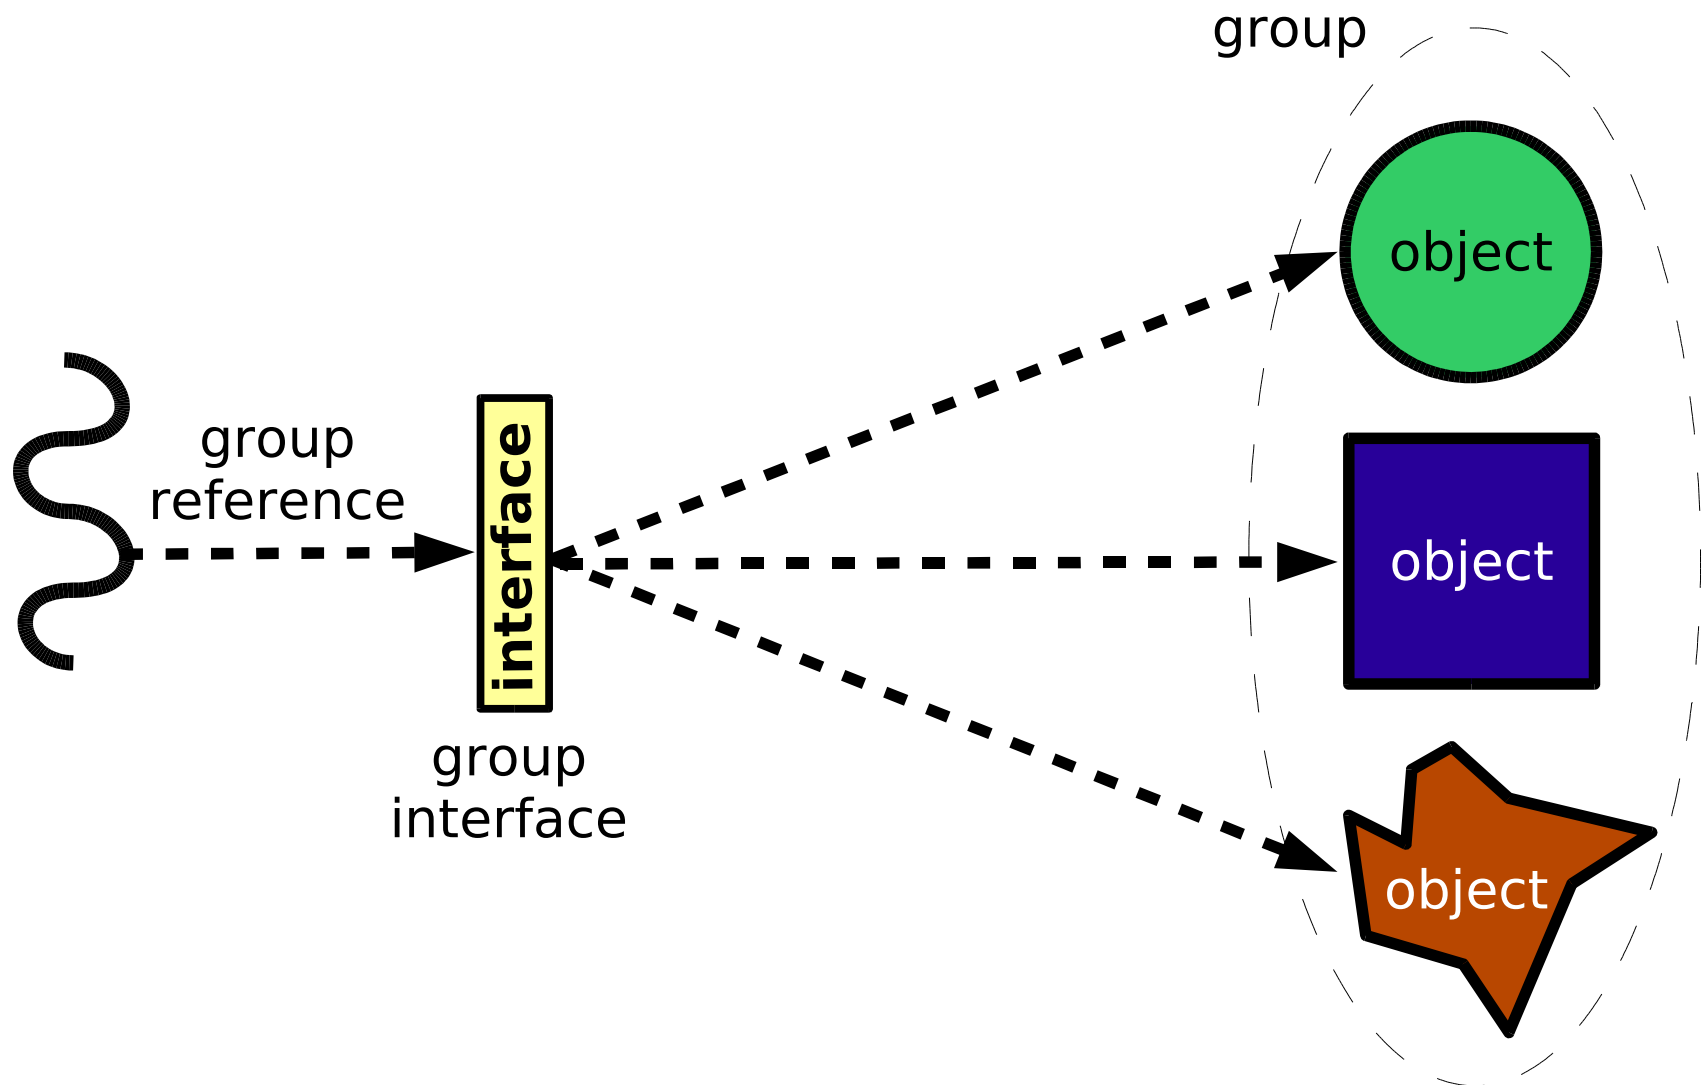 group
object
group
reference
interface
object
group
interface
object